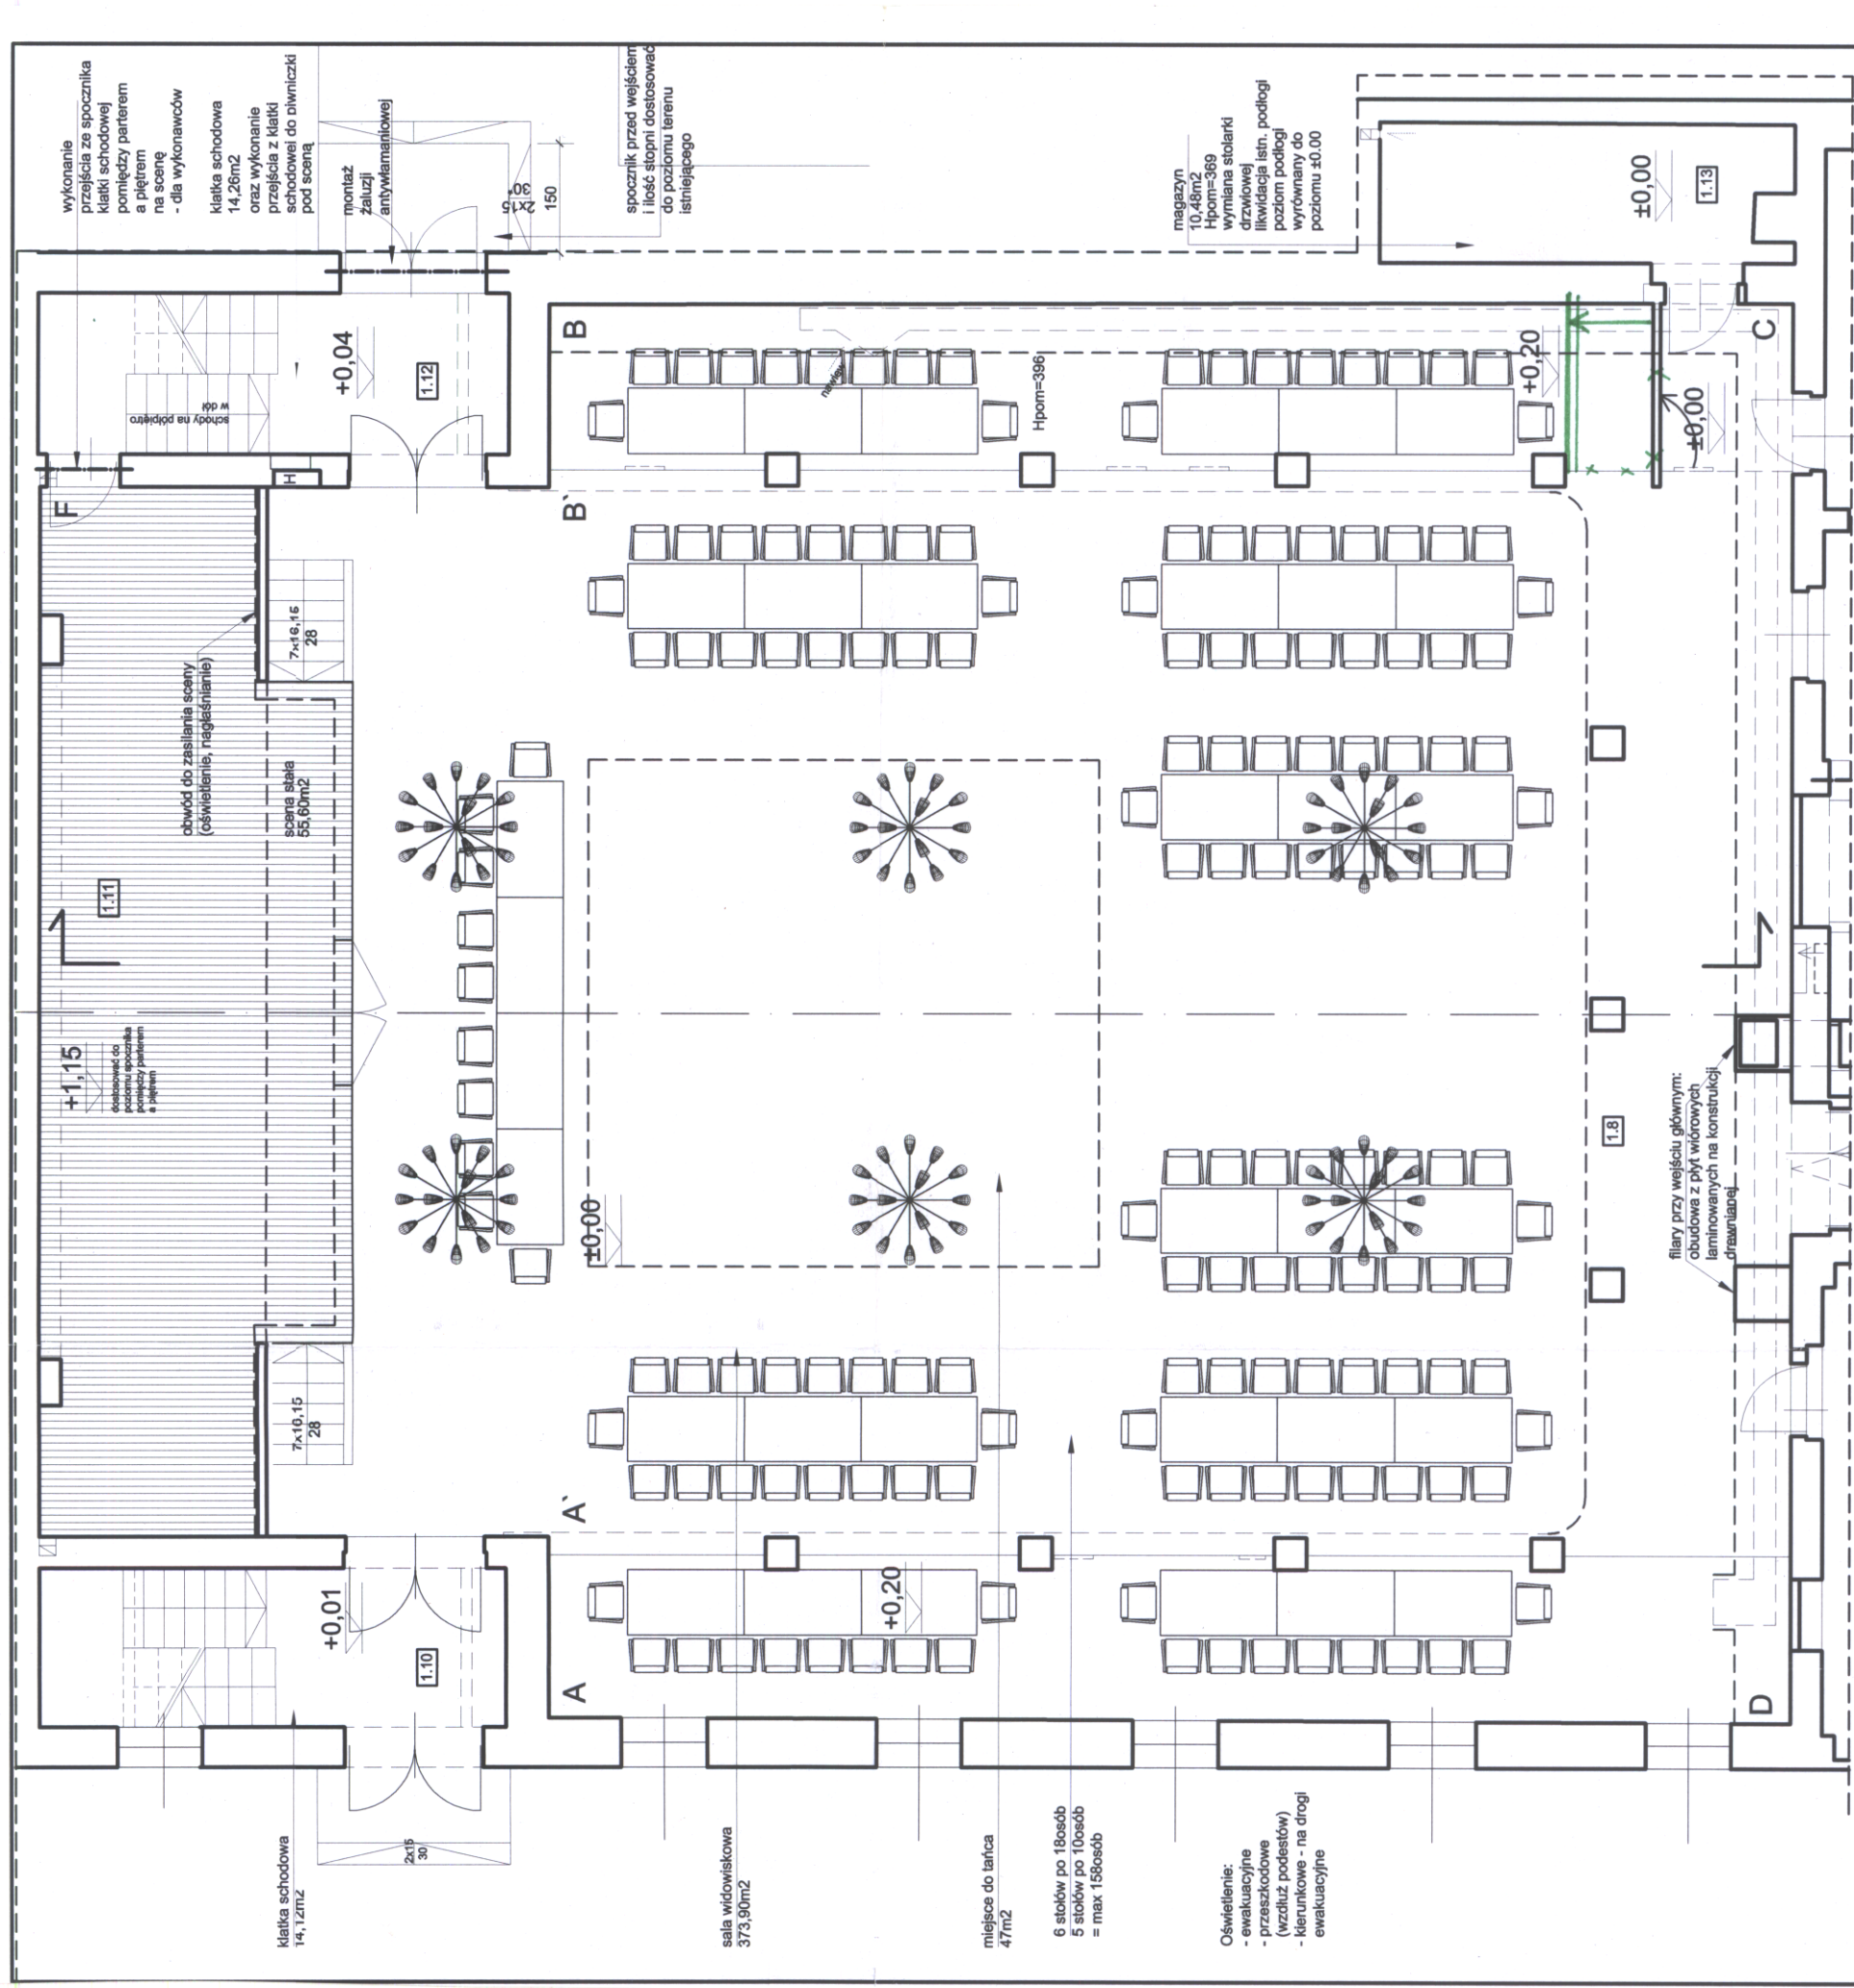 wykonanie
przejścia ze spocznika
klatki schodowej
pomiędzy parterem
a piętrem
na scenę
- dla wykonawców
klatka schodowa
14,26m2
oraz wykonanie
przejścia z klatki
schodowej do piwniczki
pod sceną
montaż
żaluzji
antywłamaniowej
2x15
30
150
spocznik przed wejściem
i ilość stopni dostosować
do poziomu terenu
istniejącego
magazyn
10,48m2
Hpom=369
wymiana stolarki
drzwiowej
likwidacja istn. podłogi
poziom podłogi
wyrównany do
poziomu ±0.00
±0,00
1.13
schody na półpiętro
w dół
+0,04
1.12
H
F
B
B`
nawiew
Hpom=396
+0,20
±0,00
C
7x16,15
28
obwód do zasilania sceny
(oświetlenie, nagłaśnianie)
scena stała
55,60m2
1.11
+1,15
dostosować do
poziomu spocznika
pomiędzy parterem
a piętrem
±0,00
1.8
filary przy wejściu głównym:
obudowa z płyt wiórowych
laminowanych na konstrukcji
drewnianej
7x16,15
28
A`
A
+0,01
1.10
+0,20
D
klatka schodowa
14,12m2
2x15
30
sala widowiskowa
373,90m2
miejsce do tańca
47m2
6 stołów po 18osób
5 stołów po 10osób
= max 158osób
Oświetlenie:
- ewakuacyjne
- przeszkodowe
(wzdłuż podestów)
- kierunkowe - na drogi
ewakuacyjne